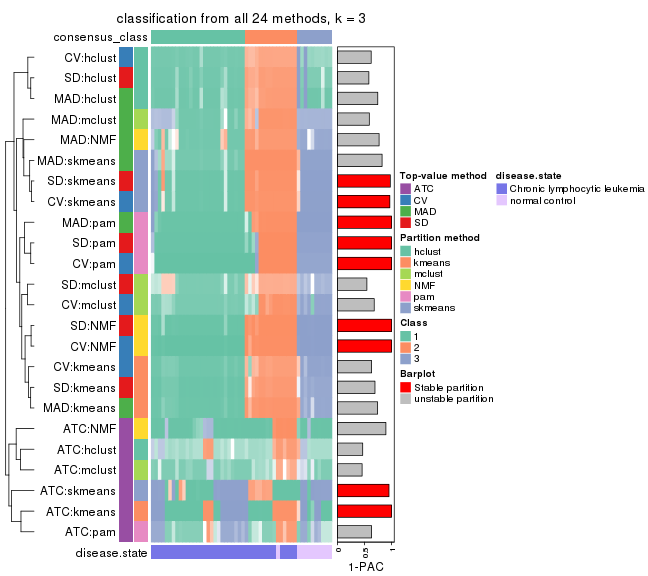 classification from all 24 methods, k = 3
consensus_class
CV:hclust
SD:hclust
MAD:hclust
MAD:mclust
MAD:NMF
MAD:skmeans
SD:skmeans
CV:skmeans
MAD:pam
SD:pam
CV:pam
SD:mclust
CV:mclust
SD:NMF
CV:NMF
CV:kmeans
SD:kmeans
MAD:kmeans
ATC:NMF
ATC:hclust
ATC:mclust
ATC:skmeans
ATC:kmeans
ATC:pam
disease.state
0
0.5
1
1-PAC
Top-value method
ATC
CV
MAD
SD
Partition method
hclust
kmeans
mclust
NMF
pam
skmeans
Class
1
2
3
Barplot
Stable partition
unstable partition
disease.state
Chronic lymphocytic leukemia
normal control